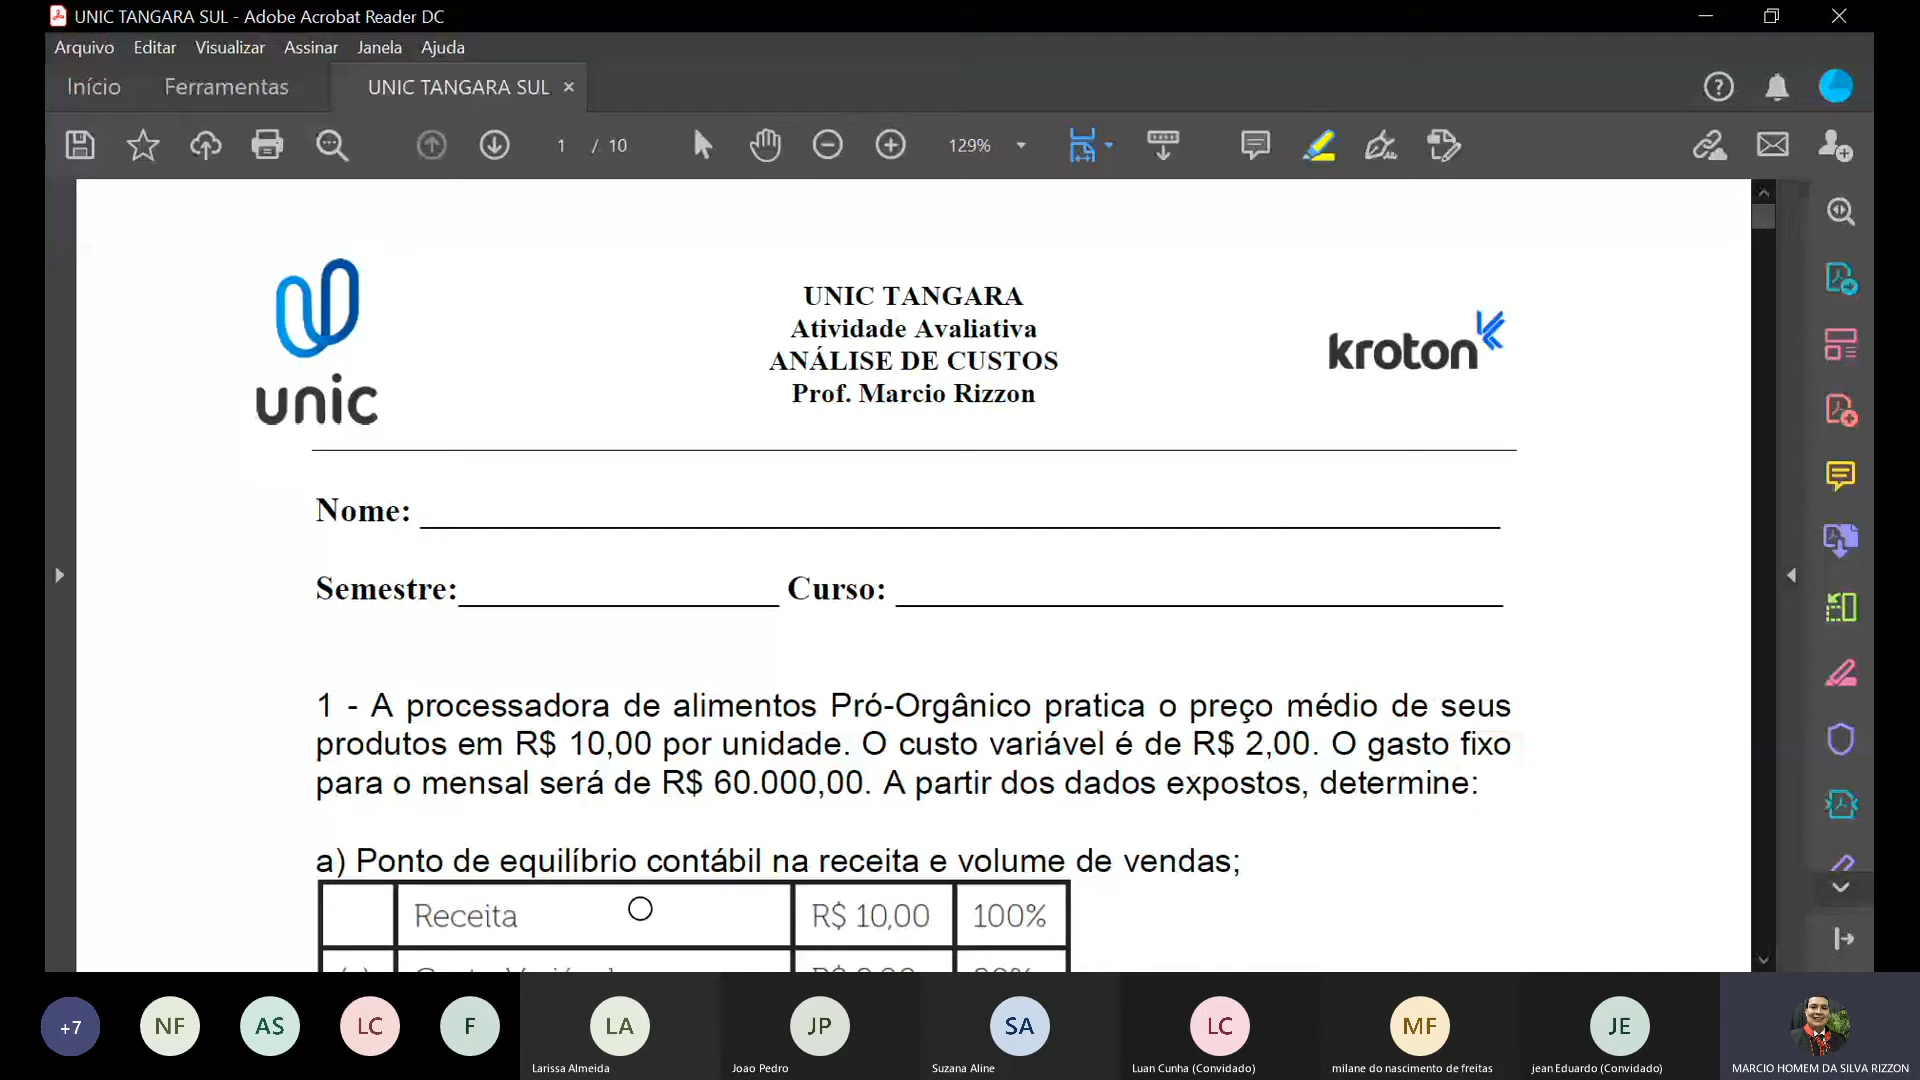 UNIC TANGARA SUL - Adobe Acrobat Reader DC
Arquivo Editar Visualizar Assinar Janela Ajuda
Início Ferramentas UNIC TANGARA SUL ×
1 / 10 129%
unic
UNIC TANGARA
Atividade Avaliativa
ANÁLISE DE CUSTOS
Prof. Marcio Rizzon
kroton
Nome:
Semestre: Curso:
1 - A processadora de alimentos Pró-Orgânico pratica o preço médio de seus
produtos em R$ 10,00 por unidade. O custo variável é de R$ 2,00. O gasto fixo
para o mensal será de R$ 60.000,00. A partir dos dados expostos, determine:
a) Ponto de equilíbrio contábil na receita e volume de vendas;
Receita R$ 10,00 100%
+7 NF AS LC F LA JP SA LC MF JE
Larissa Almeida Joao Pedro Suzana Aline Luan Cunha (Convidado) milane do nascimento de freitas jean Eduardo (Convidado) MARCIO HOMEM DA SILVA RIZZON